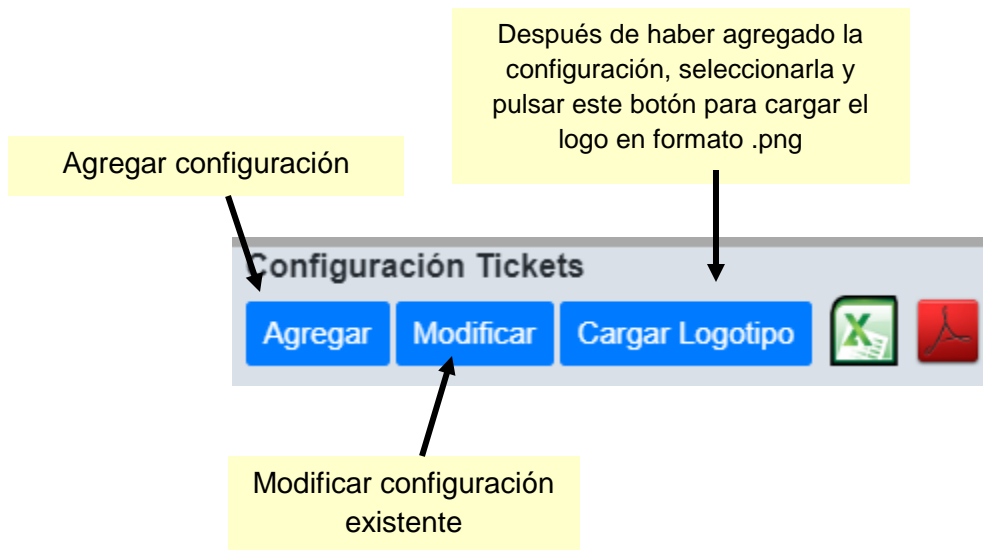 Después de haber agregado la
configuración, seleccionarla y
pulsar este botón para cargar el
logo en formato .png
Agregar configuración
Configuración Tickets
Agregar Modificar Cargar Logotipo
Modificar configuración
existente